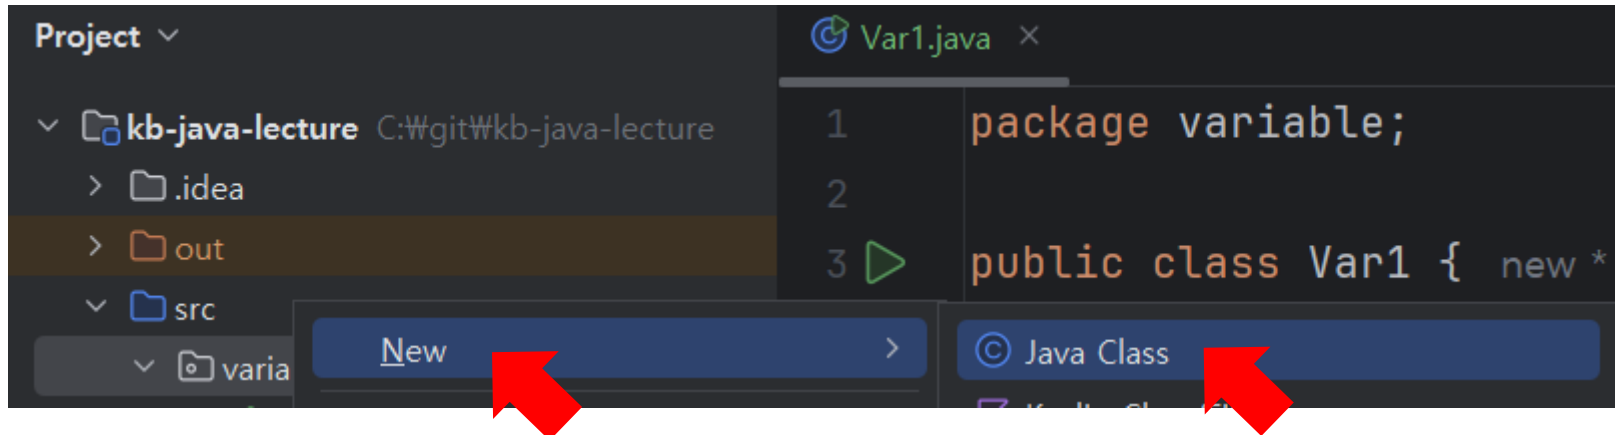 Project
kb-java-lecture C:₩git₩kb-java-lecture
.idea
out
src
varia
New
Var1.java
1 package variable;
2
3 public class Var1 { new *
Java Class